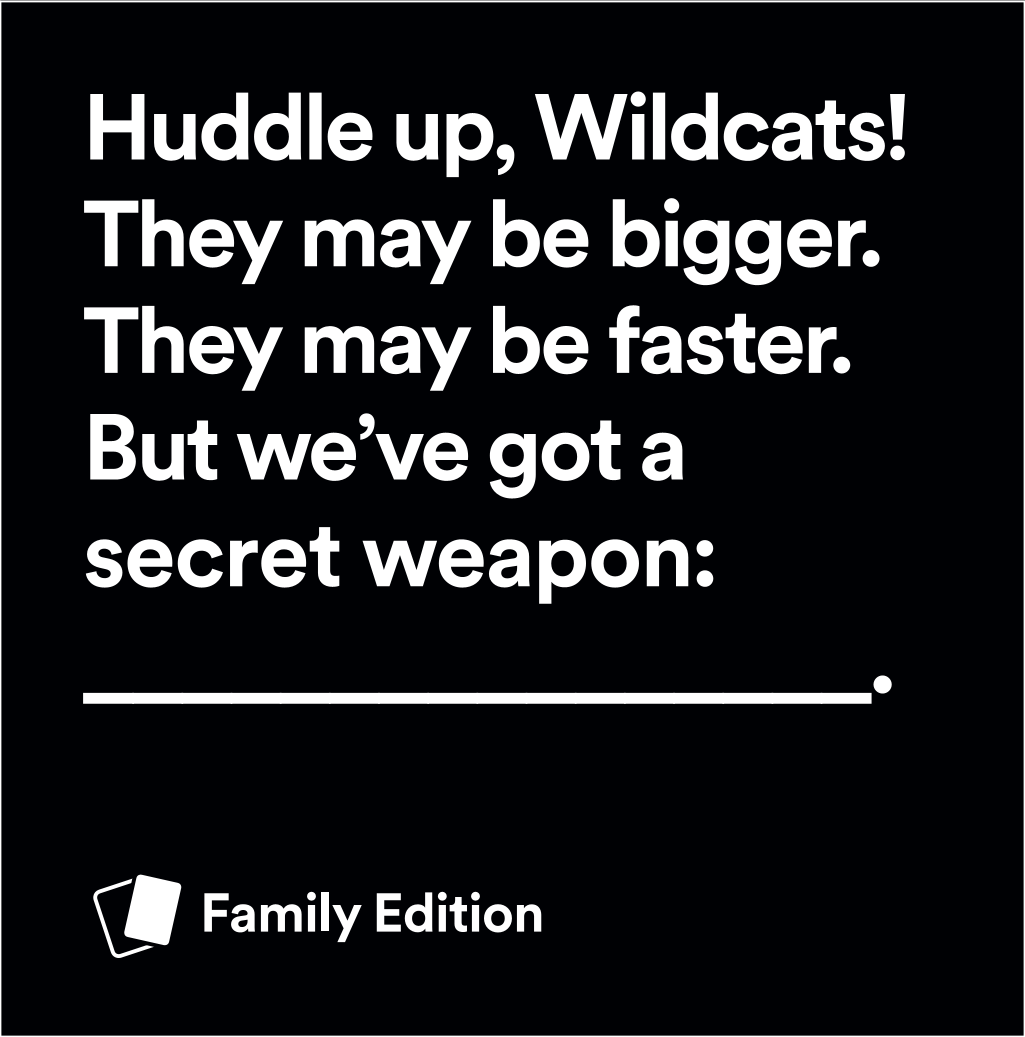 Huddle up, Wildcats!
They may be bigger.
They may be faster.
But we’ve got a
secret weapon:
________________.
Family Edition